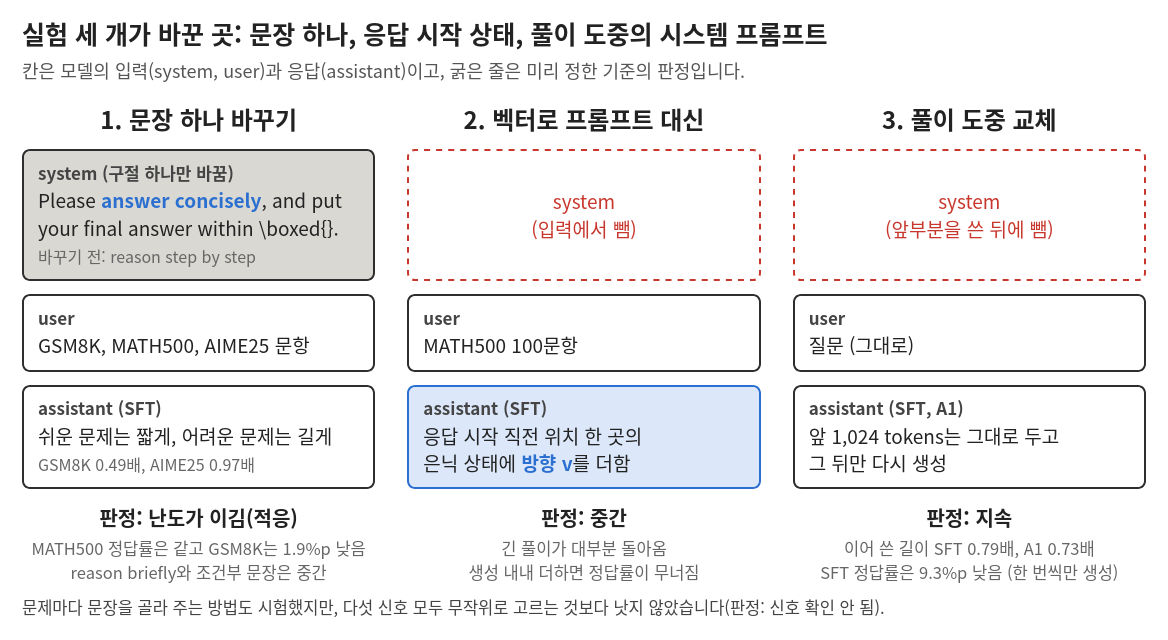 실험 세 개가 바꾼 곳: 문장 하나, 응답 시작 상태, 풀이 도중의 시스템 프롬프트
칸은 모델의 입력(system, user)과 응답(assistant)이고, 굵은 줄은 미리 정한 기준의 판정입니다.
1. 문장 하나 바꾸기
system (구절 하나만 바꿈)
Please answer concisely, and put
your final answer within \boxed{}.
바꾸기 전: reason step by step
user
GSM8K, MATH500, AIME25 문항
assistant (SFT)
쉬운 문제는 짧게, 어려운 문제는 길게
GSM8K 0.49배, AIME25 0.97배
판정: 난도가 이김(적응)
MATH500 정답률은 같고 GSM8K는 1.9%p 낮음
reason briefly와 조건부 문장은 중간
2. 벡터로 프롬프트 대신
system
(입력에서 뺌)
user
MATH500 100문항
assistant (SFT)
응답 시작 직전 위치 한 곳의
은닉 상태에 방향 v를 더함
판정: 중간
긴 풀이가 대부분 돌아옴
생성 내내 더하면 정답률이 무너짐
3. 풀이 도중 교체
system
(앞부분을 쓴 뒤에 뺌)
user
질문 (그대로)
assistant (SFT, A1)
앞 1,024 tokens는 그대로 두고
그 뒤만 다시 생성
판정: 지속
이어 쓴 길이 SFT 0.79배, A1 0.73배
SFT 정답률은 9.3%p 낮음 (한 번씩만 생성)
문제마다 문장을 골라 주는 방법도 시험했지만, 다섯 신호 모두 무작위로 고르는 것보다 낫지 않았습니다(판정: 신호 확인 안 됨).